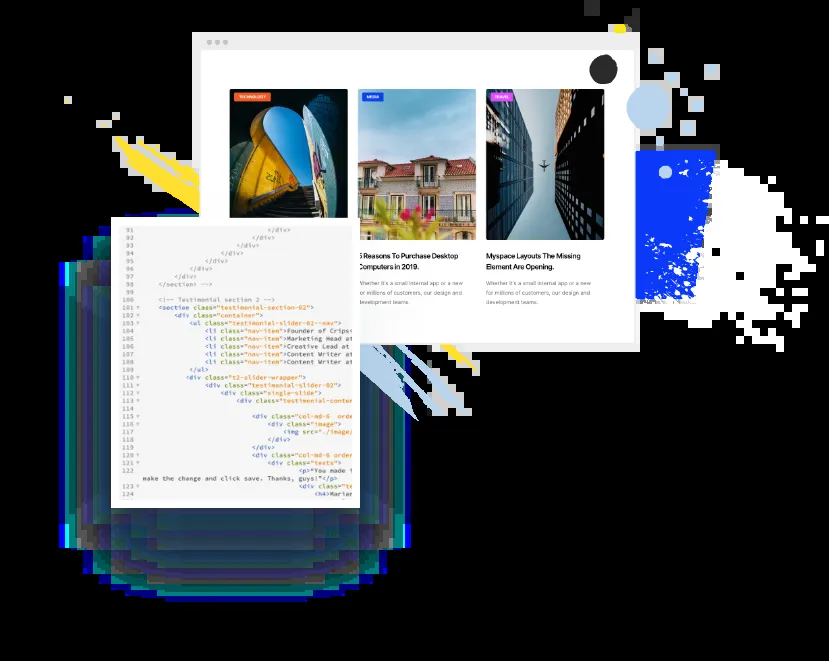 TECHNOLOGY
MEDIA
TRAVEL
5 Reasons To Purchase Desktop
Computers in 2019.
Whether it's a small internal app or a new
or millions of customers, our design and
development teams.
Myspace Layouts The Missing
Element Are Opening.
Whether it's a small internal app or a new
for millions of customers, our design and
development teams.
91 </div>
92 </div>
93 </div>
94 </div>
95 </div>
96 </div>
97 </div>
98 </section> -->
99
100 <!-- Testimonial section 2 -->
101 <section class="testimonial-section-02">
102 <div class="container">
103 <ul class="testimonial-slider-02--nav">
104 <li class="nav-item">Founder of Crips<
105 <li class="nav-item">Marketing Head at
106 <li class="nav-item">Creative Lead at
107 <li class="nav-item">Content Writer at
108 <li class="nav-item">Content Writer at
109 </ul>
110 <div class="t2-slider-wrapper">
111 <div class="testimonial-slider-02">
112 <div class="single-slide">
113 <div class="testimonial-conten
114
115 <div class="col-md-6 orde
116 <div class="image">
117 <img src="./image/
118 </div>
119 </div>
120 <div class="col-md-6 order
121 <div class="texts">
122 <p>"You made i
make the change and click save. Thanks, guys!"</p>
123 <div class="te
124 <h4>Marian